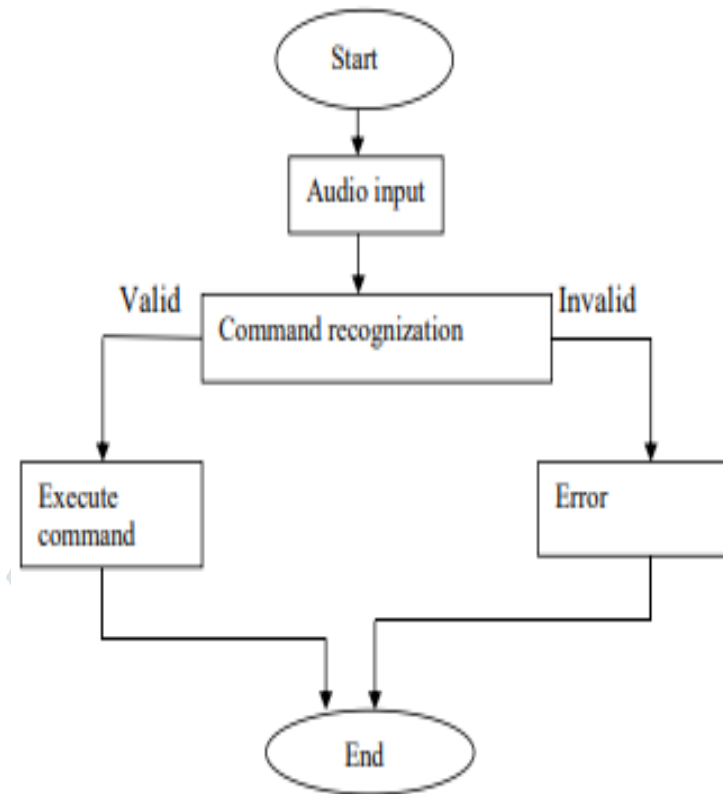 Start
Audio input
Valid
Invalid
Command recognization
Execute
command
Error
End